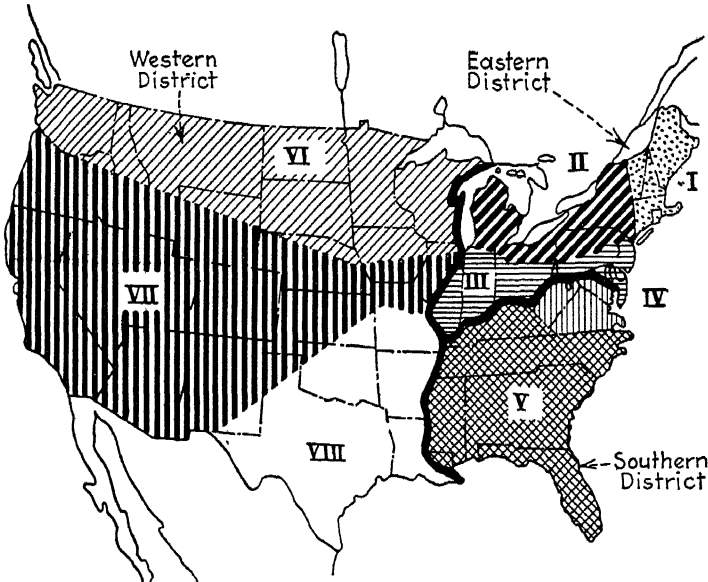 Western
District
Eastern
District
VI
II
I
VII
III
IV
V
VIII
Southern
District